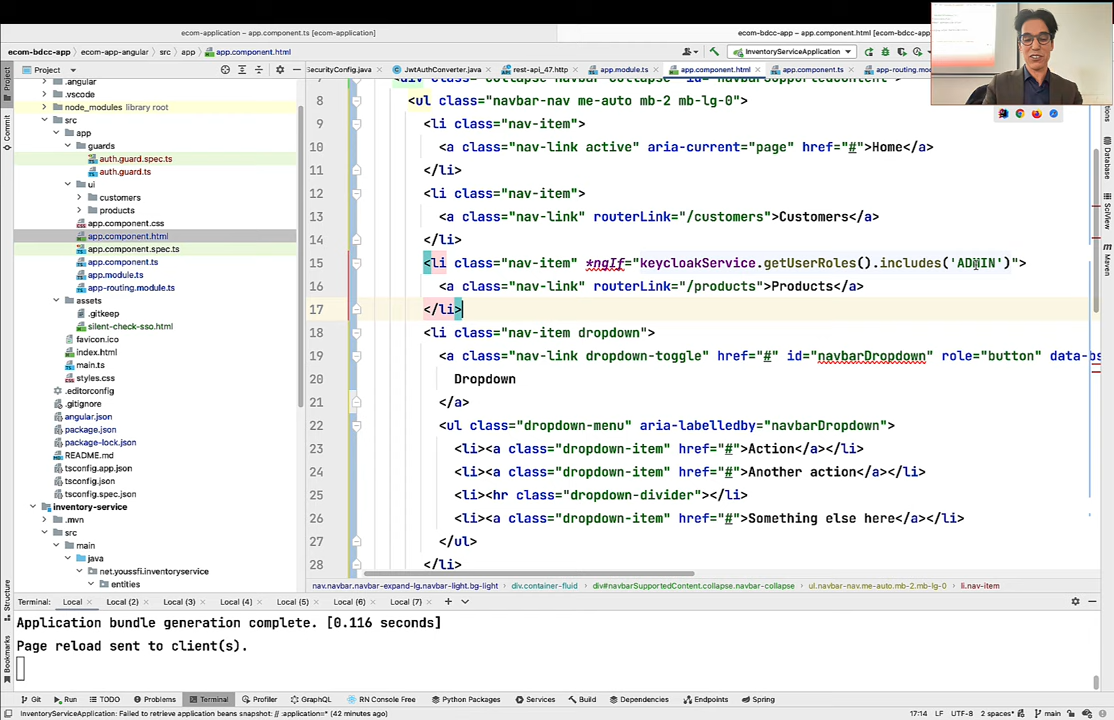 ecom-application – pom.xml [ecom-application]
ecom-bdcc-app – app.component.html
ecom-bdcc-app › ecom-app-angular › src › app › app.component.html
InventoryServiceApplication
Project
SecurityConfig.java
JwtAuthConverter.java
rest-api_47.http
app.module.ts
app.component.html
app.component.ts
.angular
.vscode
node_modules library root
src
app
guards
auth.guard.spec.ts
auth.guard.ts
ui
customers
products
app.component.css
app.component.html
app.component.spec.ts
app.component.ts
app.module.ts
app-routing.module.ts
assets
.gitkeep
silent-check-sso.html
favicon.ico
index.html
main.ts
styles.css
.editorconfig
.gitignore
angular.json
package.json
package-lock.json
README.md
tsconfig.app.json
tsconfig.json
tsconfig.spec.json
inventory-service
.mvn
src
main
java
net.youssfi.inventoryservice
entities
8 <ul class="navbar-nav me-auto mb-2 mb-lg-0">
9 <li class="nav-item">
10 <a class="nav-link active" aria-current="page" href="#">Home</a>
11 </li>
12 <li class="nav-item">
13 <a class="nav-link" routerLink="/customers">Customers</a>
14 </li>
15 <li class="nav-item" *ngIf="keycloakService.getUserRoles().includes('ADMIN')">
16 <a class="nav-link" routerLink="/products">Products</a>
17 </li>
18 <li class="nav-item dropdown">
19 <a class="nav-link dropdown-toggle" href="#" id="navbarDropdown" role="button" data-bs
20 Dropdown
21 </a>
22 <ul class="dropdown-menu" aria-labelledby="navbarDropdown">
23 <li><a class="dropdown-item" href="#">Action</a></li>
24 <li><a class="dropdown-item" href="#">Another action</a></li>
25 <li><hr class="dropdown-divider"></li>
26 <li><a class="dropdown-item" href="#">Something else here</a></li>
27 </ul>
28 </li>
nav.navbar.navbar-expand-lg.navbar-light.bg-light › div.container-fluid › div#navbarSupportedContent.collapse.navbar-collapse › ul.navbar-nav.me-auto.mb-2.mb-lg-0 › li.nav-item
Commit
Structure
Bookmarks
Database
SciView
Maven
Terminal: Local Local (2) Local (3) Local (4) Local (5) Local (6) Local (7)
Application bundle generation complete. [0.116 seconds]
Page reload sent to client(s).
Git Run TODO Problems Terminal Profiler GraphQL RN Console Free Python Packages Services Build Dependencies Endpoints Spring
InventoryServiceApplication: Failed to retrieve application beans snapshot: // :application=* (42 minutes ago)
17:14 LF UTF-8 2 spaces* main